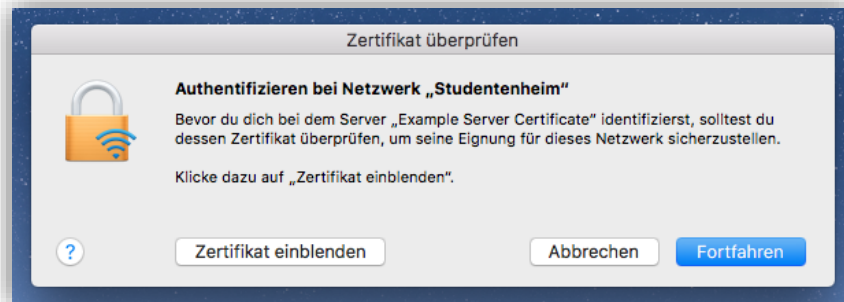 Zertifikat überprüfen
Authentifizieren bei Netzwerk „Studentenheim“
Bevor du dich bei dem Server „Example Server Certificate“ identifizierst, solltest du
dessen Zertifikat überprüfen, um seine Eignung für dieses Netzwerk sicherzustellen.
Klicke dazu auf „Zertifikat einblenden“.
? Zertifikat einblenden Abbrechen Fortfahren